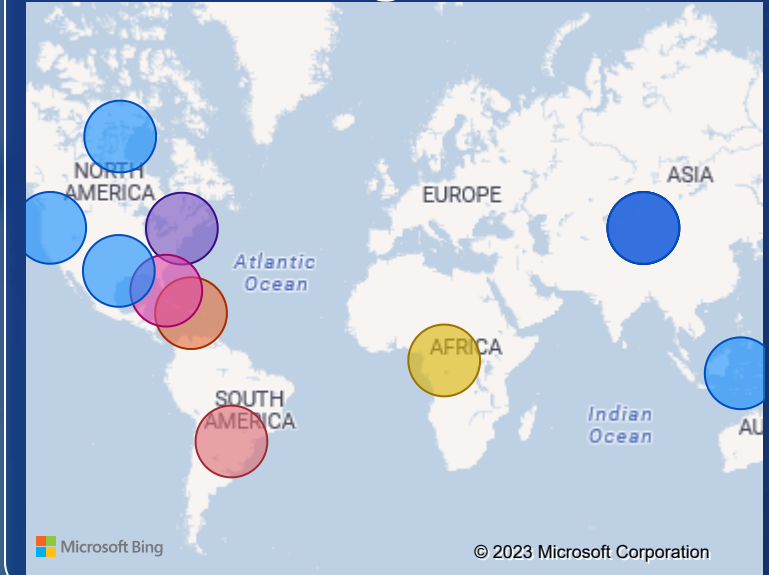 ASIA
NORTH
AMERICA
EUROPE
Atlantic
Ocean
AFRICA
SOUTH
AMERICA
Indian
Ocean
AU
Microsoft Bing
© 2023 Microsoft Corporation